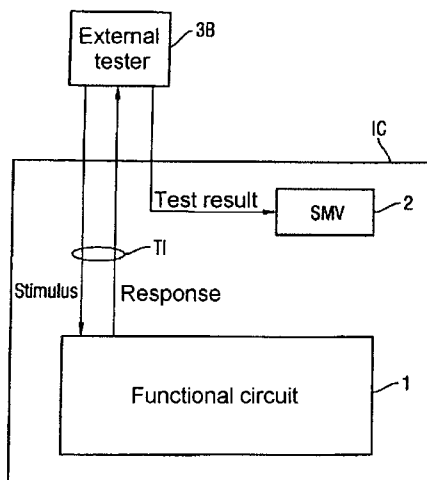 External
tester
3B
IC
Test result
SMV
2
TI
Stimulus
Response
Functional circuit
1